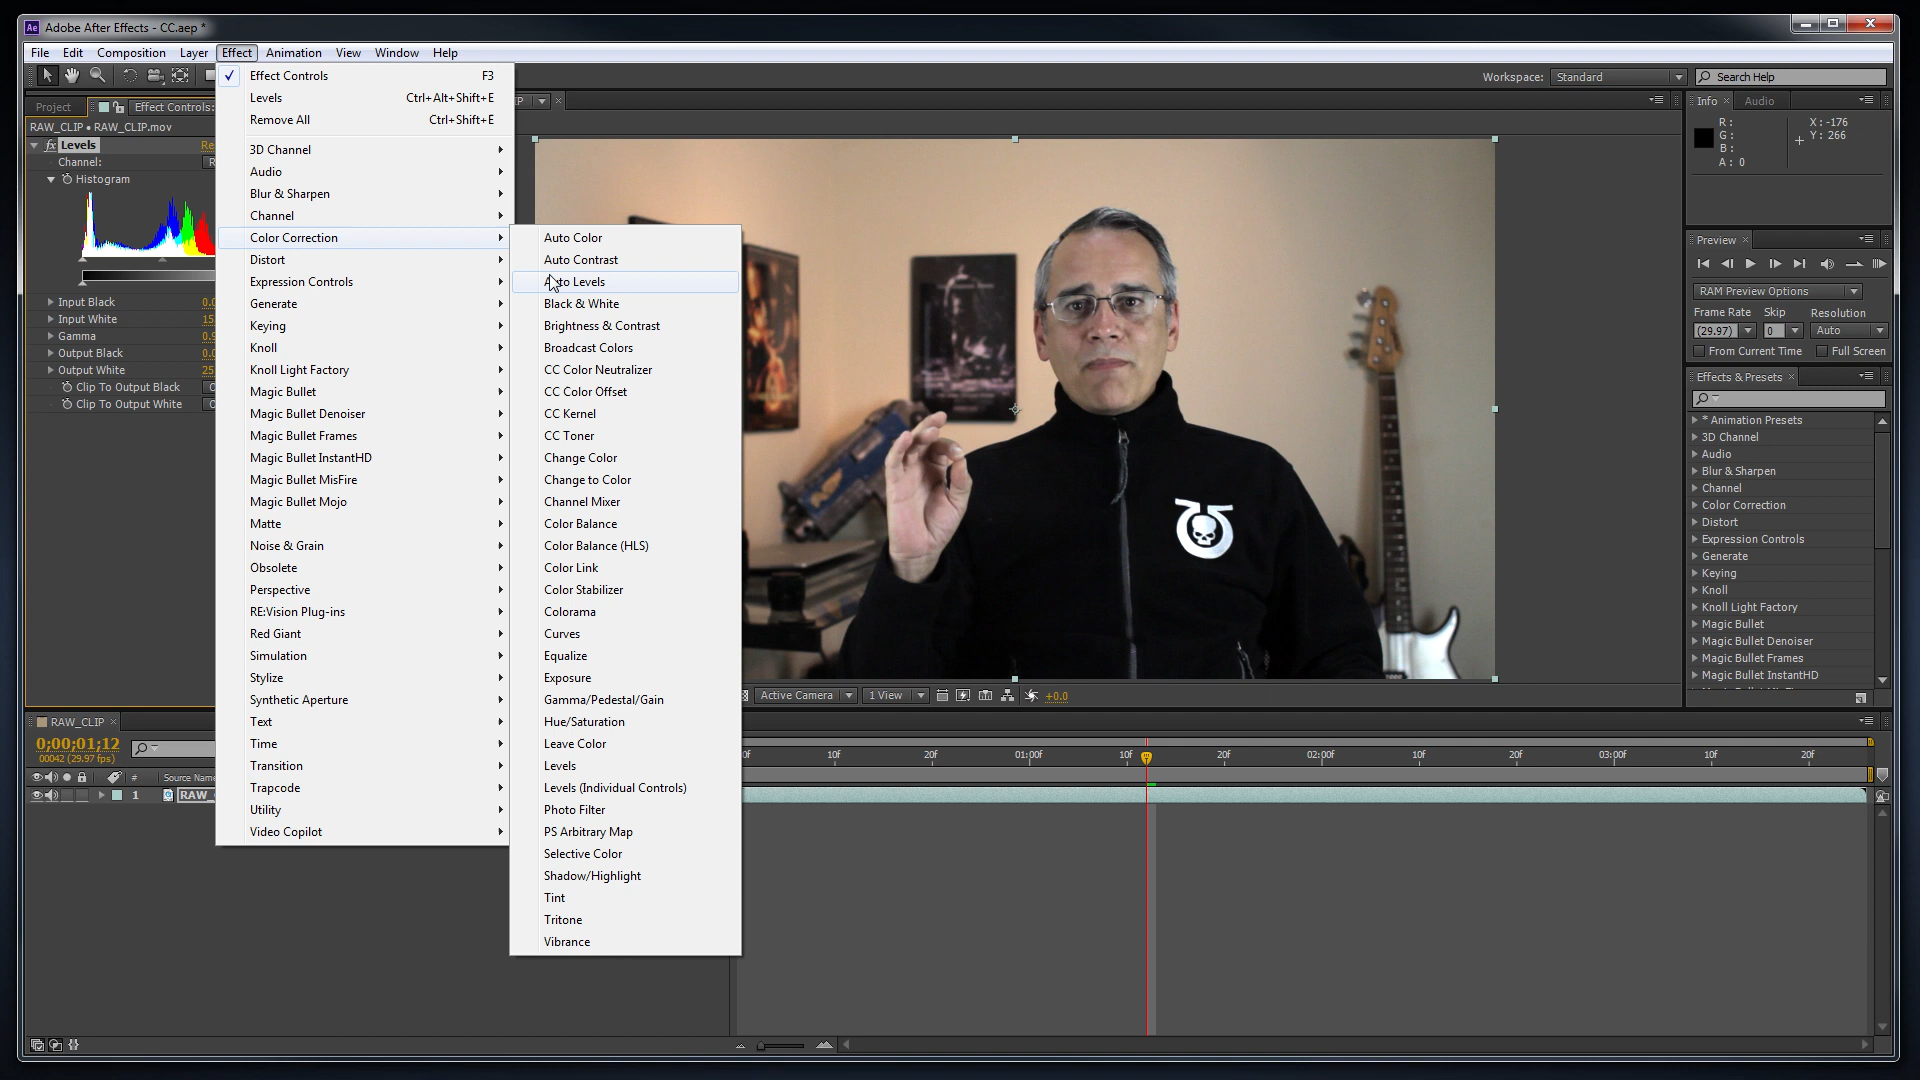 Adobe After Effects - CC.aep *
File Edit Composition Layer Effect Animation View Window Help
Workspace: Standard
Search Help
Project
Effect Controls:
RAW_CLIP • RAW_CLIP.mov
fx Levels
Channel:
Histogram
Input Black
Input White
Gamma
Output Black
Output White
Clip To Output Black
Clip To Output White
Effect Controls F3
Levels Ctrl+Alt+Shift+E
Remove All Ctrl+Shift+E
3D Channel
Audio
Blur & Sharpen
Channel
Color Correction
Distort
Expression Controls
Generate
Keying
Knoll
Knoll Light Factory
Magic Bullet
Magic Bullet Denoiser
Magic Bullet Frames
Magic Bullet InstantHD
Magic Bullet MisFire
Magic Bullet Mojo
Matte
Noise & Grain
Obsolete
Perspective
RE:Vision Plug-ins
Red Giant
Simulation
Stylize
Synthetic Aperture
Text
Time
Transition
Trapcode
Utility
Video Copilot
Auto Color
Auto Contrast
Auto Levels
Black & White
Brightness & Contrast
Broadcast Colors
CC Color Neutralizer
CC Color Offset
CC Kernel
CC Toner
Change Color
Change to Color
Channel Mixer
Color Balance
Color Balance (HLS)
Color Link
Color Stabilizer
Colorama
Curves
Equalize
Exposure
Gamma/Pedestal/Gain
Hue/Saturation
Leave Color
Levels
Levels (Individual Controls)
Photo Filter
PS Arbitrary Map
Selective Color
Shadow/Highlight
Tint
Tritone
Vibrance
Active Camera
1 View
+0.0
Info Audio
R :
G :
B :
A : 0
X : -176
Y : 266
Preview
RAM Preview Options
Frame Rate Skip Resolution
(29.97) 0 Auto
From Current Time Full Screen
Effects & Presets
* Animation Presets
3D Channel
Audio
Blur & Sharpen
Channel
Color Correction
Distort
Expression Controls
Generate
Keying
Knoll
Knoll Light Factory
Magic Bullet
Magic Bullet Denoiser
Magic Bullet Frames
Magic Bullet InstantHD
RAW_CLIP
0;00;01;12
00042 (29.97 fps)
# Source Name
1
10f 20f 01:00f 10f 20f 02:00f 10f 20f 03:00f 10f 20f